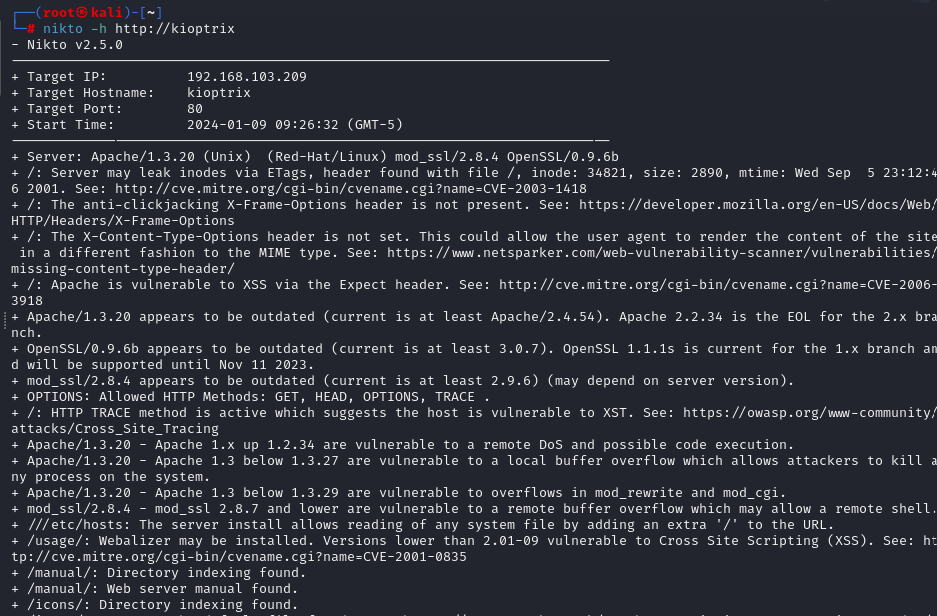 ┌──(root㉿kali)-[~]
└─# nikto -h http://kioptrix
- Nikto v2.5.0
---------------------------------------------------------------------------
+ Target IP:          192.168.103.209
+ Target Hostname:    kioptrix
+ Target Port:        80
+ Start Time:         2024-01-09 09:26:32 (GMT-5)
---------------------------------------------------------------------------
+ Server: Apache/1.3.20 (Unix)  (Red-Hat/Linux) mod_ssl/2.8.4 OpenSSL/0.9.6b
+ /: Server may leak inodes via ETags, header found with file /, inode: 34821, size: 2890, mtime: Wed Sep  5 23:12:4
6 2001. See: http://cve.mitre.org/cgi-bin/cvename.cgi?name=CVE-2003-1418
+ /: The anti-clickjacking X-Frame-Options header is not present. See: https://developer.mozilla.org/en-US/docs/Web/
HTTP/Headers/X-Frame-Options
+ /: The X-Content-Type-Options header is not set. This could allow the user agent to render the content of the site
 in a different fashion to the MIME type. See: https://www.netsparker.com/web-vulnerability-scanner/vulnerabilities/
missing-content-type-header/
+ /: Apache is vulnerable to XSS via the Expect header. See: http://cve.mitre.org/cgi-bin/cvename.cgi?name=CVE-2006-
3918
+ Apache/1.3.20 appears to be outdated (current is at least Apache/2.4.54). Apache 2.2.34 is the EOL for the 2.x bra
nch.
+ OpenSSL/0.9.6b appears to be outdated (current is at least 3.0.7). OpenSSL 1.1.1s is current for the 1.x branch an
d will be supported until Nov 11 2023.
+ mod_ssl/2.8.4 appears to be outdated (current is at least 2.9.6) (may depend on server version).
+ OPTIONS: Allowed HTTP Methods: GET, HEAD, OPTIONS, TRACE .
+ /: HTTP TRACE method is active which suggests the host is vulnerable to XST. See: https://owasp.org/www-community/
attacks/Cross_Site_Tracing
+ Apache/1.3.20 - Apache 1.x up 1.2.34 are vulnerable to a remote DoS and possible code execution.
+ Apache/1.3.20 - Apache 1.3 below 1.3.27 are vulnerable to a local buffer overflow which allows attackers to kill a
ny process on the system.
+ Apache/1.3.20 - Apache 1.3 below 1.3.29 are vulnerable to overflows in mod_rewrite and mod_cgi.
+ mod_ssl/2.8.4 - mod_ssl 2.8.7 and lower are vulnerable to a remote buffer overflow which may allow a remote shell.
+ ///etc/hosts: The server install allows reading of any system file by adding an extra '/' to the URL.
+ /usage/: Webalizer may be installed. Versions lower than 2.01-09 vulnerable to Cross Site Scripting (XSS). See: ht
tp://cve.mitre.org/cgi-bin/cvename.cgi?name=CVE-2001-0835
+ /manual/: Directory indexing found.
+ /manual/: Web server manual found.
+ /icons/: Directory indexing found.